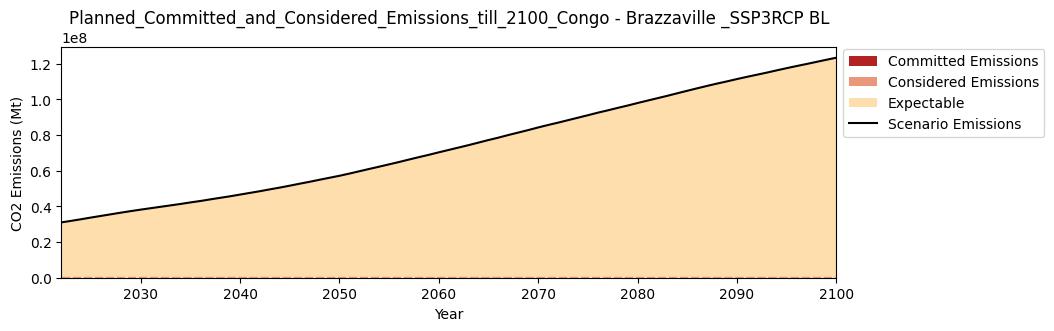 Planned_Committed_and_Considered_Emissions_till_2100_Congo - Brazzaville _SSP3RCP BL
1e8
1.2
1.0
0.8
0.6
0.4
0.2
0.0
CO2 Emissions (Mt)
2030 2040 2050 2060 2070 2080 2090 2100
Year
Committed Emissions
Considered Emissions
Expectable
Scenario Emissions